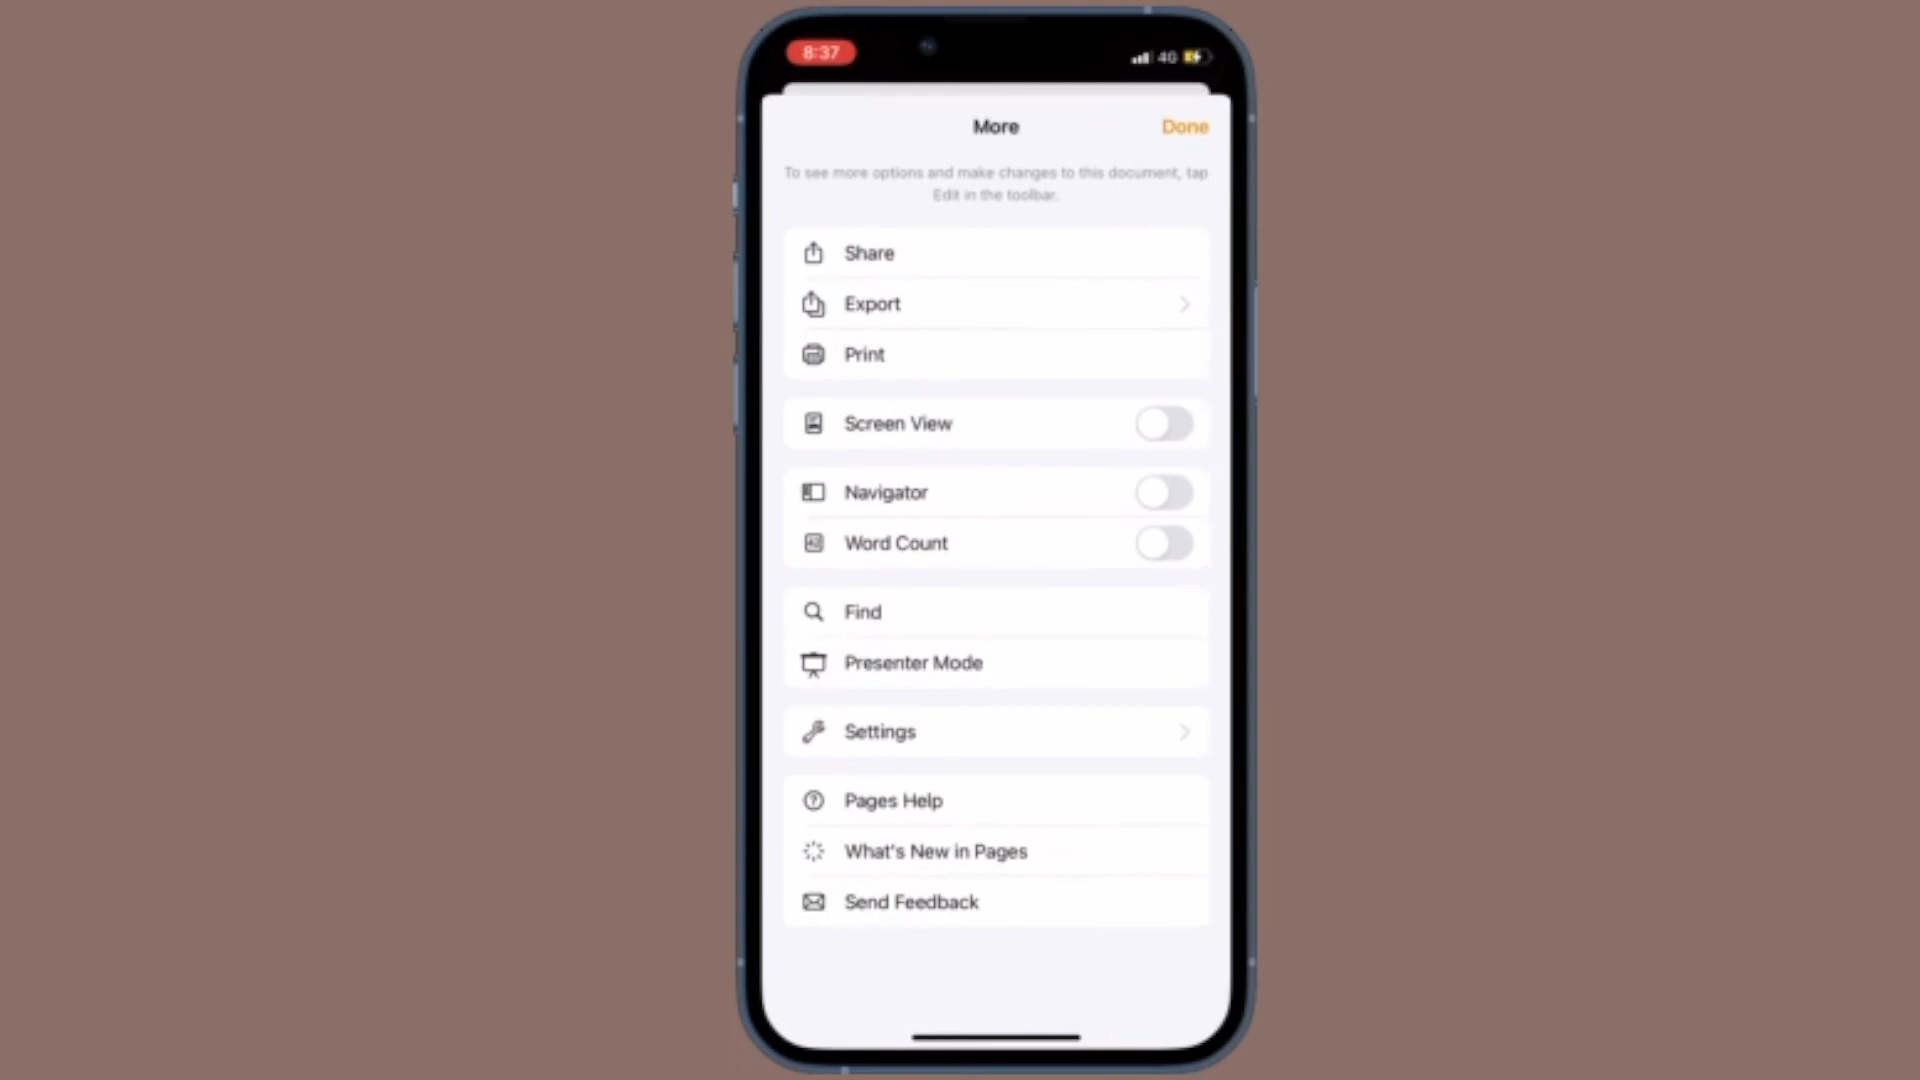 8:37
4G
More
Done
To see more options and make changes to this document, tap
Edit in the toolbar.
Share
Export
Print
Screen View
Navigator
Word Count
Find
Presenter Mode
Settings
Pages Help
What's New in Pages
Send Feedback